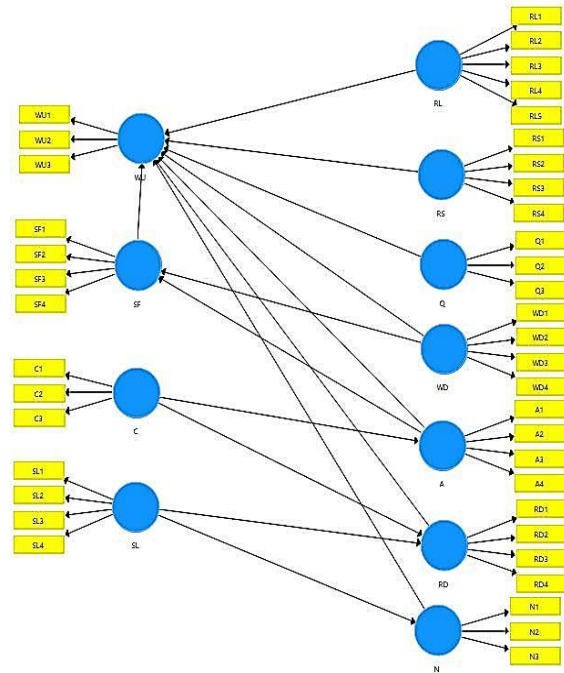 RL1
RL2
RL3
RL4
RL5
RL
WU1
WU2
WU3
WU
RS1
RS2
RS3
RS4
RS
SF1
SF2
SF3
SF4
SF
Q1
Q2
Q3
Q
WD1
WD2
WD3
WD4
WD
C1
C2
C3
C
A1
A2
A3
A4
A
SL1
SL2
SL3
SL4
SL
RD1
RD2
RD3
RD4
RD
N1
N2
N3
N